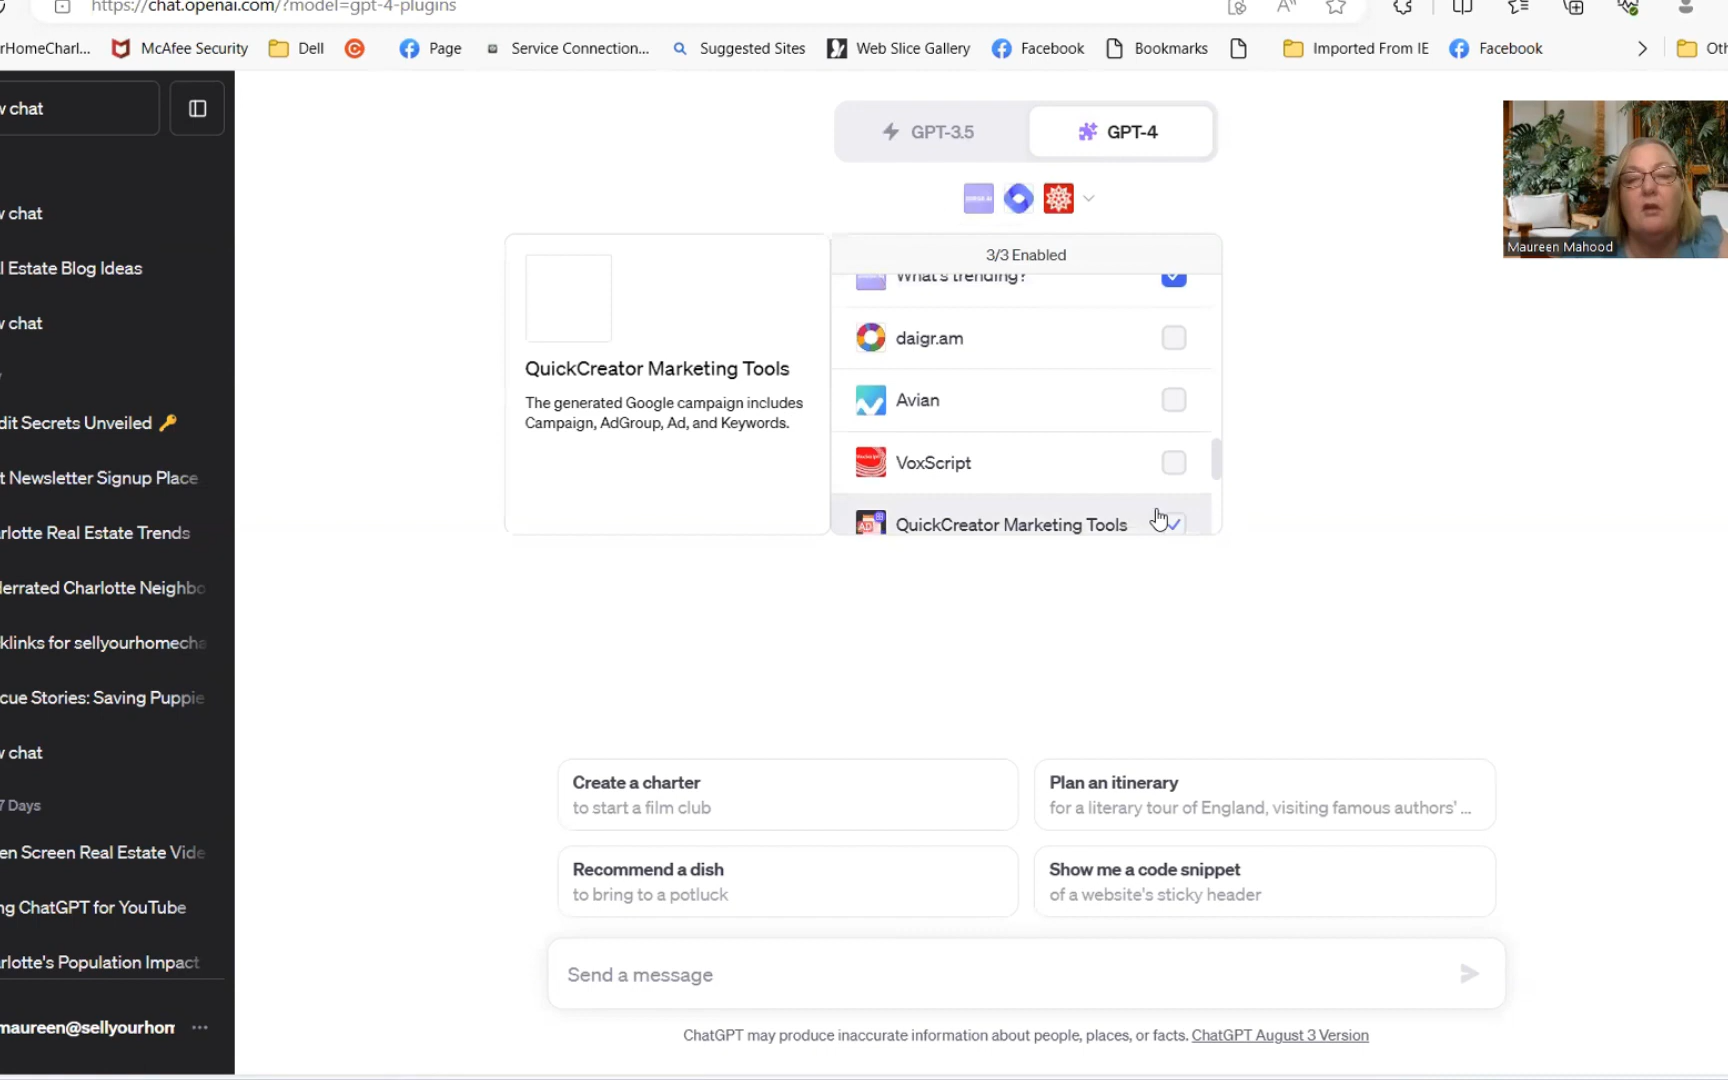 https://chat.openai.com/?model=gpt-4-plugins
rHomeCharl...
McAfee Security
Dell
Page
Service Connection...
Suggested Sites
Web Slice Gallery
Facebook
Bookmarks
Imported From IE
Facebook
Oth
w chat
GPT-3.5
GPT-4
Maureen Mahood
w chat
l Estate Blog Ideas
w chat
dit Secrets Unveiled 🔑
t Newsletter Signup Place
rlotte Real Estate Trends
derrated Charlotte Neighbo
klinks for sellyourhomecha
cue Stories: Saving Puppie
w chat
7 Days
en Screen Real Estate Vide
ng ChatGPT for YouTube
rlotte's Population Impact
maureen@sellyourhom
3/3 Enabled
What's trending?
daigr.am
Avian
VoxScript
QuickCreator Marketing Tools
QuickCreator Marketing Tools
The generated Google campaign includes
Campaign, AdGroup, Ad, and Keywords.
Create a charter
to start a film club
Plan an itinerary
for a literary tour of England, visiting famous authors' ...
Recommend a dish
to bring to a potluck
Show me a code snippet
of a website's sticky header
Send a message
ChatGPT may produce inaccurate information about people, places, or facts. ChatGPT August 3 Version